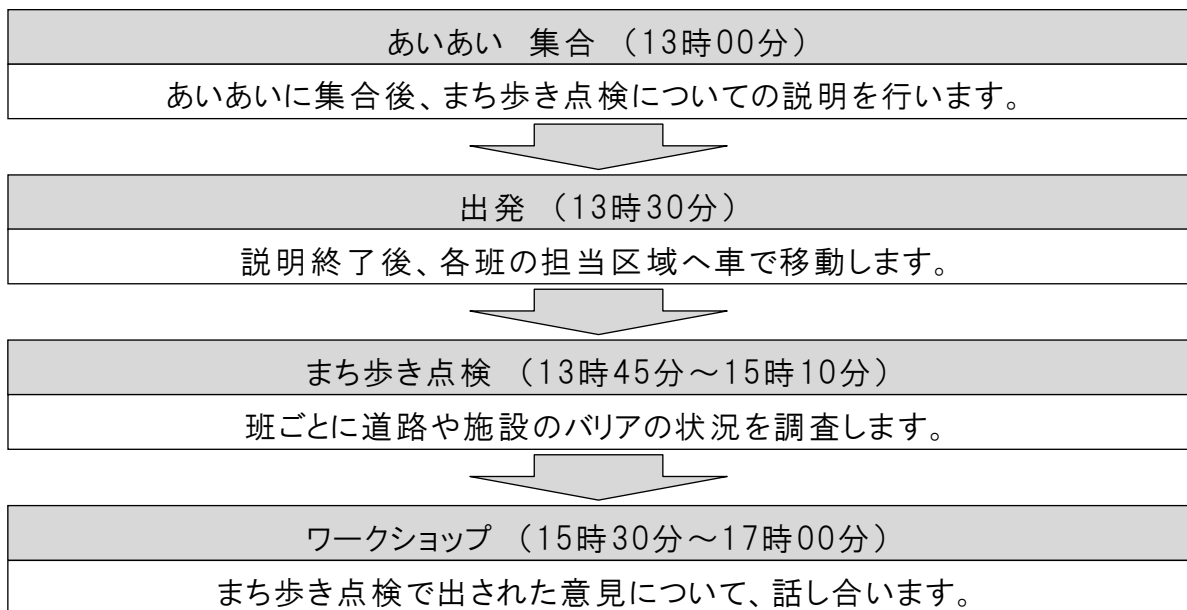 あいあい 集合 （13時00分）
あいあいに集合後、まち歩き点検についての説明を行います。
出発 （13時30分）
説明終了後、各班の担当区域へ車で移動します。
まち歩き点検 （13時45分～15時10分）
班ごとに道路や施設のバリアの状況を調査します。
ワークショップ （15時30分～17時00分）
まち歩き点検で出された意見について、話し合います。